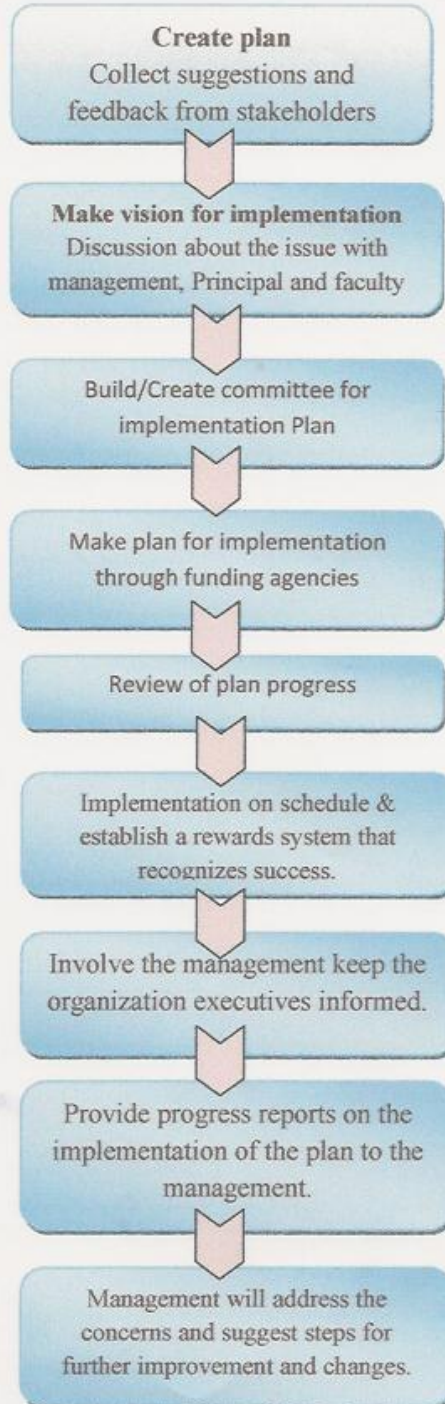 Create plan
Collect suggestions and
feedback from stakeholders
Make vision for implementation
Discussion about the issue with
management, Principal and faculty
Build/Create committee for
implementation Plan
Make plan for implementation
through funding agencies
Review of plan progress
Implementation on schedule &
establish a rewards system that
recognizes success.
Involve the management keep the
organization executives informed.
Provide progress reports on the
implementation of the plan to the
management.
Management will address the
concerns and suggest steps for
further improvement and changes.